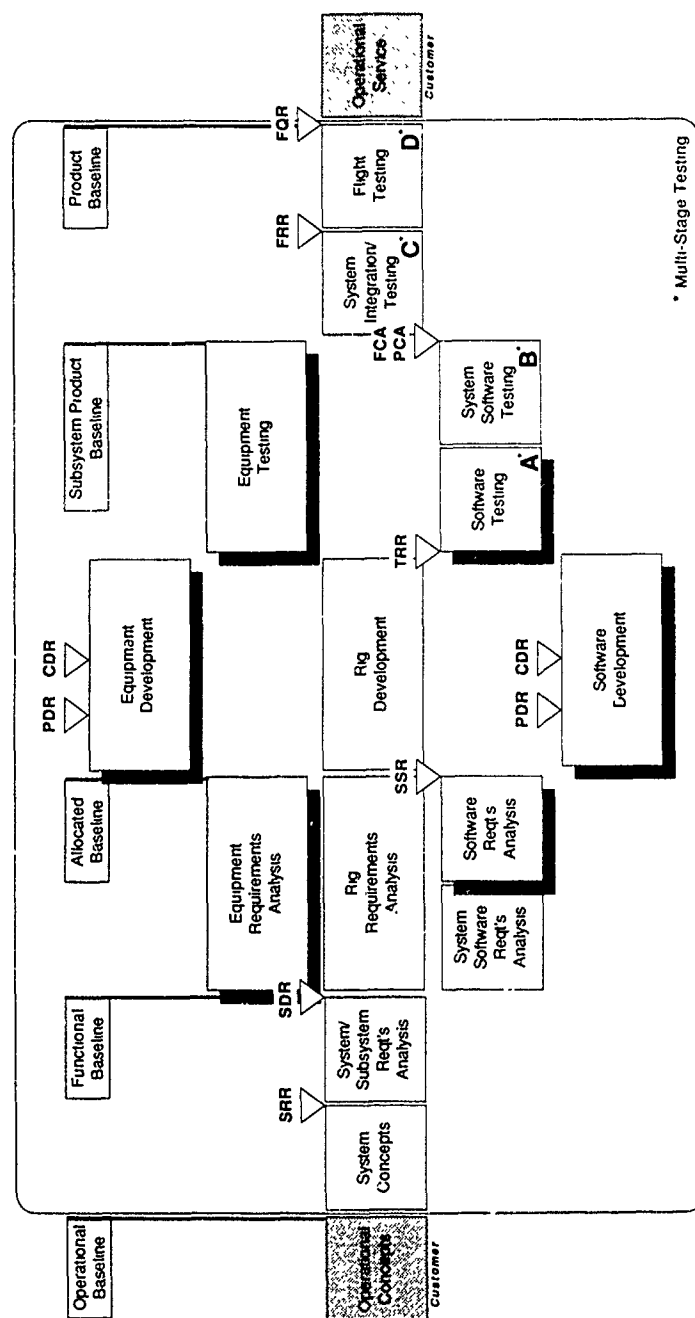 Operational
Baseline
Functional
Baseline
Allocated
Baseline
Subsystem Product
Baseline
Product
Baseline
PDR
CDR
Equipment
Development
Equipment
Requirements
Analysis
Equipment
Testing
SRR
SDR
FRR
FQR
Operational
Concepts
Customer
System
Concepts
System/
Subsystem
Reqt's
Analysis
Rig
Requirements
Analysis
Rig
Development
FCA
PCA
System
Integration/
Testing
C*
Flight
Testing
D*
Operational
Service
Customer
SSR
TRR
System
Software
Reqt's
Analysis
Software
Reqt's
Analysis
Software
Testing
A*
System
Software
Testing
B*
PDR
CDR
Software
Development
* Multi-Stage Testing